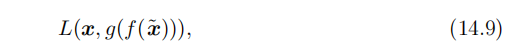 L(x, g(f(x̃))), (14.9)